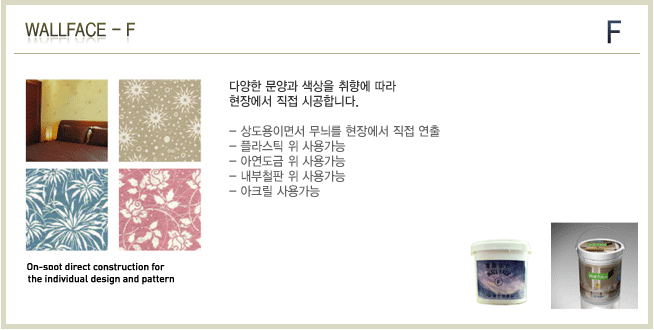 WALLFACE – F
F
다양한 문양과 색상을 취향에 따라
현장에서 직접 시공합니다.
– 상도용이면서 무늬를 현장에서 직접 연출
– 플라스틱 위 사용가능
– 아연도금 위 사용가능
– 내부철판 위 사용가능
– 아크릴 사용가능
On-spot direct construction for
the individual design and pattern